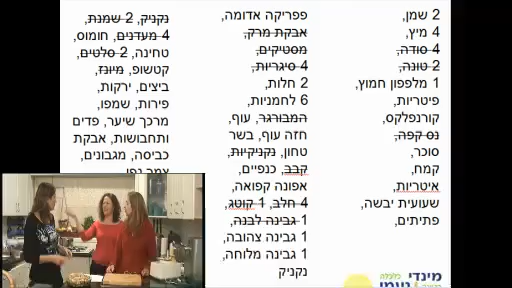 2 שמן,
4 מיץ,
4 סודה,
2 טונה,
1 מלפפון חמוץ,
פיטריות,
קורנפלקס,
נס קפה,
סוכר,
קמח,
איטריות,
שעועית יבשה,
פתיתים,
פפריקה אדומה,
אבקת מרק,
מסטיקים,
4 סיגריות,
2 חלות,
6 לחמניות,
המבורגר, עוף,
חזה עוף, בשר
טחון, נקניקיות,
קבב, כנפיים,
אפונה קפואה,
4 חלב, 1 קוטג,
1 גבינה לבנה,
1 גבינה צהובה,
1 גבינה מלוחה,
נקניק
נקניק, 2 שמנת,
4 מעדנים, חומוס,
טחינה, 2 סלטים,
קטשופ, מיונז,
ביצים, ירקות,
פירות, שמפו,
מרכך שיער, פדים
ותחבושות, אבקת
כביסה, מגבונים,
מינדי